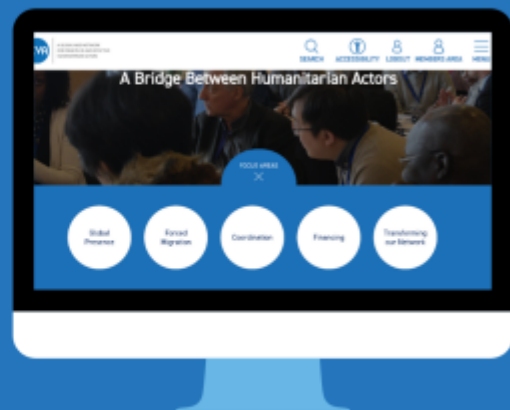 SEARCH
ACCESSIBILITY
LOGOUT
MEMBERS AREA
MENU
A Bridge Between Humanitarian Actors
FOCUS AREAS
Global
Presence
Forced
Migration
Coordination
Financing
Transforming
our Network